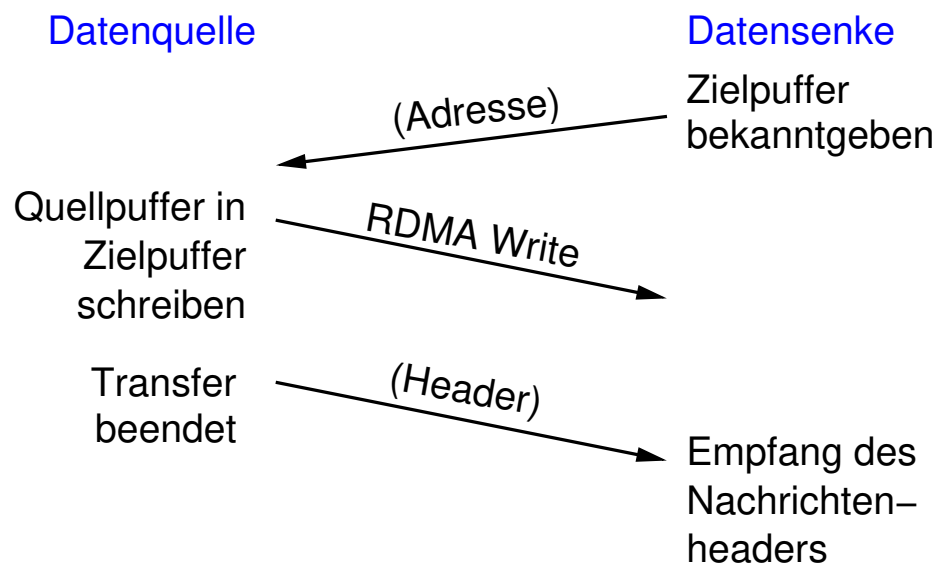 Datenquelle
Datensenke
Zielpuffer
bekanntgeben
(Adresse)
Quellpuffer in
Zielpuffer
schreiben
RDMA Write
Transfer
beendet
(Header)
Empfang des
Nachrichten−
headers